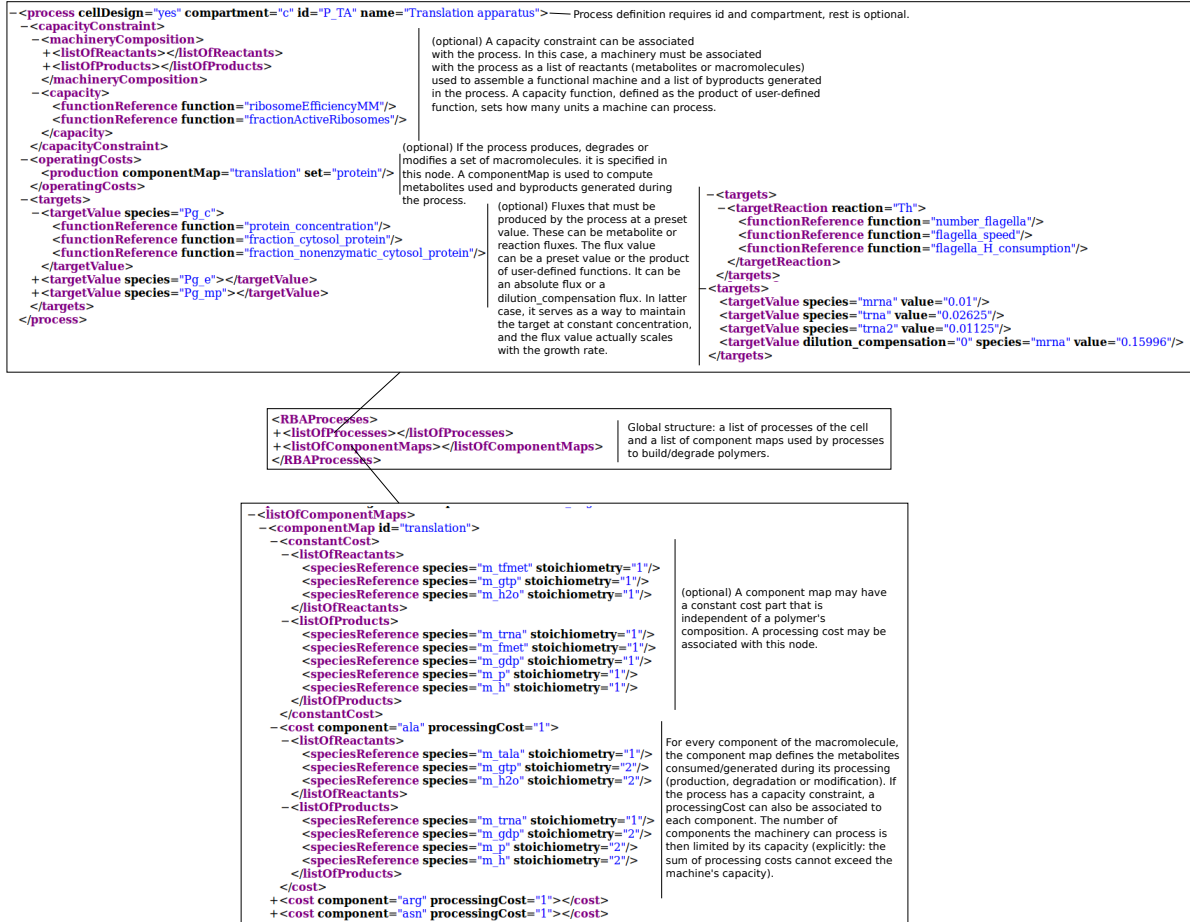 −<process cellDesign="yes" compartment="c" id="P_TA" name="Translation apparatus">
Process definition requires id and compartment, rest is optional.
−<capacityConstraint>
−<machineryComposition>
+<listOfReactants></listOfReactants>
+<listOfProducts></listOfProducts>
</machineryComposition>
−<capacity>
<functionReference function="ribosomeEfficiencyMM"/>
<functionReference function="fractionActiveRibosomes"/>
</capacity>
</capacityConstraint>
(optional) A capacity constraint can be associated
with the process. In this case, a machinery must be associated
with the process as a list of reactants (metabolites or macromolecules)
used to assemble a functional machine and a list of byproducts generated
in the process. A capacity function, defined as the product of user-defined
function, sets how many units a machine can process.
−<operatingCosts>
<production componentMap="translation" set="protein"/>
</operatingCosts>
(optional) If the process produces, degrades or
modifies a set of macromolecules. it is specified in
this node. A componentMap is used to compute
metabolites used and byproducts generated during
the process.
−<targets>
−<targetValue species="Pg_c">
<functionReference function="protein_concentration"/>
<functionReference function="fraction_cytosol_protein"/>
<functionReference function="fraction_nonenzymatic_cytosol_protein"/>
</targetValue>
+<targetValue species="Pg_e"></targetValue>
+<targetValue species="Pg_mp"></targetValue>
</targets>
</process>
(optional) Fluxes that must be
produced by the process at a preset
value. These can be metabolite or
reaction fluxes. The flux value
can be a preset value or the product
of user-defined functions. It can be
an absolute flux or a
dilution_compensation flux. In latter
case, it serves as a way to maintain
the target at constant concentration,
and the flux value actually scales
with the growth rate.
−<targets>
−<targetReaction reaction="Th">
<functionReference function="number_flagella"/>
<functionReference function="flagella_speed"/>
<functionReference function="flagella_H_consumption"/>
</targetReaction>
</targets>
−<targets>
<targetValue species="mrna" value="0.01"/>
<targetValue species="trna" value="0.02625"/>
<targetValue species="trna2" value="0.01125"/>
<targetValue dilution_compensation="0" species="mrna" value="0.15996"/>
</targets>
<RBAProcesses>
+<listOfProcesses></listOfProcesses>
+<listOfComponentMaps></listOfComponentMaps>
</RBAProcesses>
Global structure: a list of processes of the cell
and a list of component maps used by processes
to build/degrade polymers.
−<listOfComponentMaps>
−<componentMap id="translation">
−<constantCost>
−<listOfReactants>
<speciesReference species="m_tfmet" stoichiometry="1"/>
<speciesReference species="m_gtp" stoichiometry="1"/>
<speciesReference species="m_h2o" stoichiometry="1"/>
</listOfReactants>
−<listOfProducts>
<speciesReference species="m_trna" stoichiometry="1"/>
<speciesReference species="m_fmet" stoichiometry="1"/>
<speciesReference species="m_gdp" stoichiometry="1"/>
<speciesReference species="m_p" stoichiometry="1"/>
<speciesReference species="m_h" stoichiometry="1"/>
</listOfProducts>
</constantCost>
(optional) A component map may have
a constant cost part that is
independent of a polymer's
composition. A processing cost may be
associated with this node.
−<cost component="ala" processingCost="1">
−<listOfReactants>
<speciesReference species="m_tala" stoichiometry="1"/>
<speciesReference species="m_gtp" stoichiometry="2"/>
<speciesReference species="m_h2o" stoichiometry="2"/>
</listOfReactants>
−<listOfProducts>
<speciesReference species="m_trna" stoichiometry="1"/>
<speciesReference species="m_gdp" stoichiometry="2"/>
<speciesReference species="m_p" stoichiometry="2"/>
<speciesReference species="m_h" stoichiometry="2"/>
</listOfProducts>
</cost>
+<cost component="arg" processingCost="1"></cost>
+<cost component="asn" processingCost="1"></cost>
For every component of the macromolecule,
the component map defines the metabolites
consumed/generated during its processing
(production, degradation or modification). If
the process has a capacity constraint, a
processingCost can also be associated to
each component. The number of
components the machinery can process is
then limited by its capacity (explicitly: the
sum of processing costs cannot exceed the
machine's capacity).